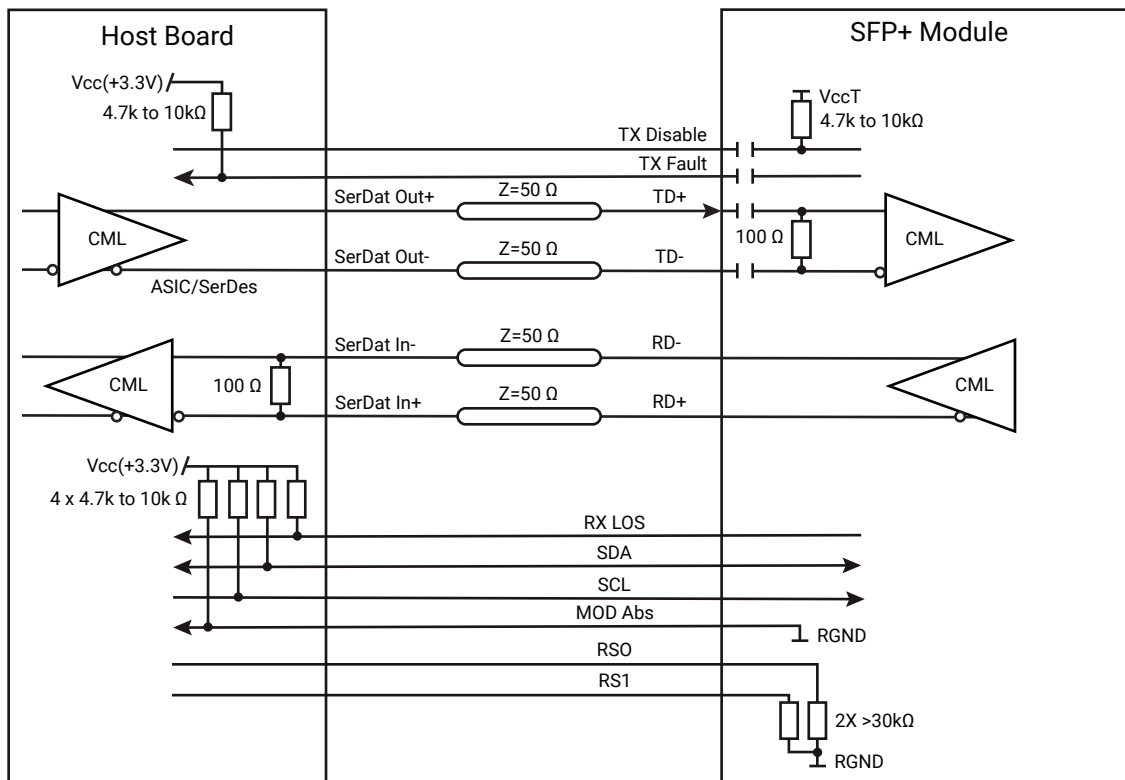 Host Board
SFP+ Module
Vcc(+3.3V)
4.7k to 10kΩ
VccT
4.7k to 10kΩ
TX Disable
TX Fault
SerDat Out+
Z=50 Ω
TD+
CML
100 Ω
CML
SerDat Out-
Z=50 Ω
TD-
ASIC/SerDes
SerDat In-
Z=50 Ω
RD-
CML
100 Ω
CML
SerDat In+
Z=50 Ω
RD+
Vcc(+3.3V)
4 x 4.7k to 10k Ω
RX LOS
SDA
SCL
MOD Abs
RGND
RSO
RS1
2X >30kΩ
RGND